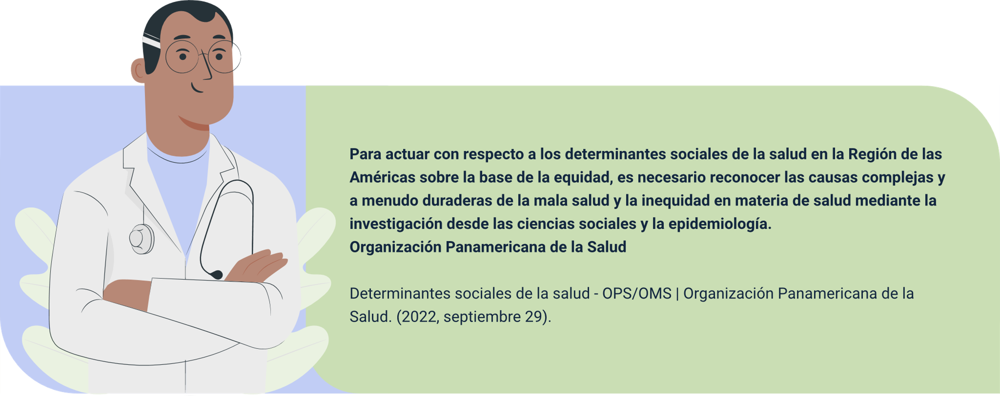 Para actuar con respecto a los determinantes sociales de la salud en la Región de las
Américas sobre la base de la equidad, es necesario reconocer las causas complejas y
a menudo duraderas de la mala salud y la inequidad en materia de salud mediante la
investigación desde las ciencias sociales y la epidemiología.
Organización Panamericana de la Salud
Determinantes sociales de la salud - OPS/OMS | Organización Panamericana de la
Salud. (2022, septiembre 29).